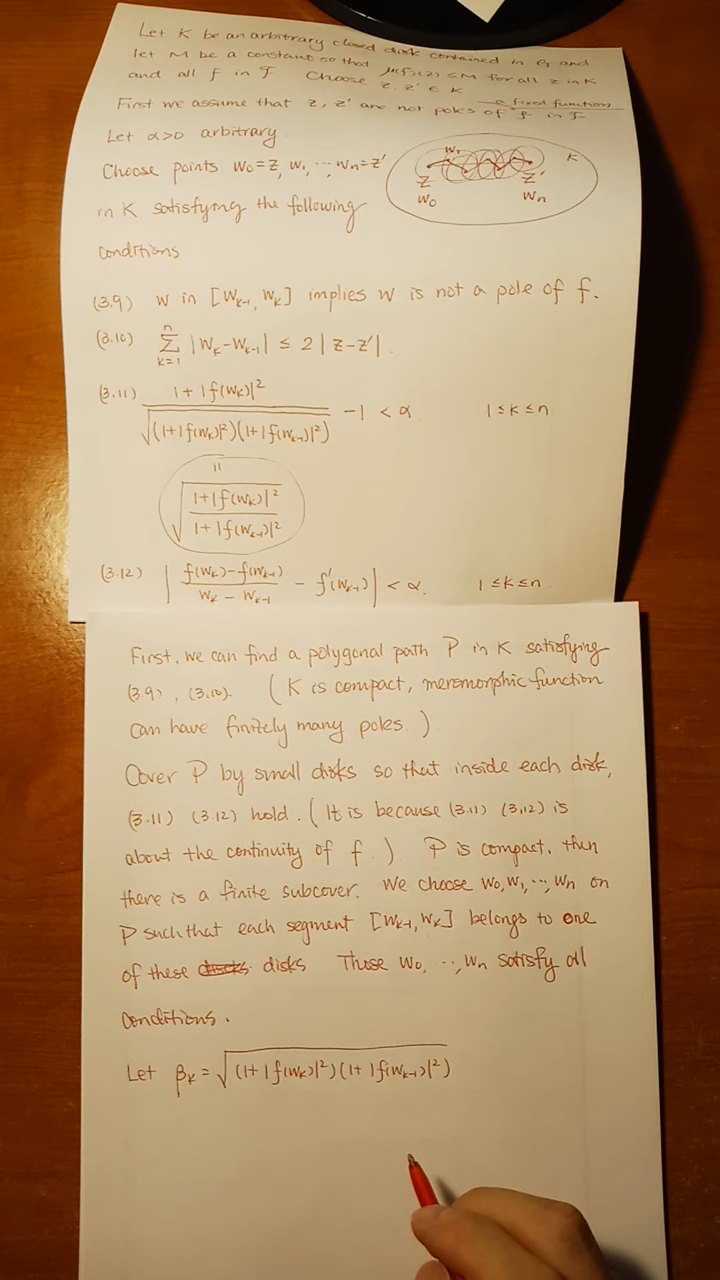 Let K be an arbitrary closed disk contained in G and
let M be a constant so that μ(f)(z) ≤ M for all z in K
and all f in F. Choose z, z' ∈ K
a fixed function
First we assume that z, z' are not poles of f in F
Let α>0 arbitrary.
Choose points w₀=z, w₁, ..., wₙ=z'
in K satisfying the following
conditions
w₁
K
z
z'
w₀
wₙ
(3.9) w in [wₖ₋₁, wₖ] implies w is not a pole of f.
(3.10) ∑ₖ₌₁ⁿ |wₖ-wₖ₋₁| ≤ 2|z-z'|.
(3.11) (1+|f(wₖ)|²) / √((1+|f(wₖ)|²)(1+|f(wₖ₋₁)|²)) - 1 < α. 1≤k≤n
||
√((1+|f(wₖ)|²) / (1+|f(wₖ₋₁)|²))
(3.12) | (f(wₖ)-f(wₖ₋₁)) / (wₖ - wₖ₋₁) - f'(wₖ₋₁) | < α. 1≤k≤n
First, we can find a polygonal path P in K satisfying
(3.9), (3.10). (K is compact, meromorphic function
can have finitely many poles.)
Cover P by small disks so that inside each disk,
(3.11) (3.12) hold. (It is because (3.11) (3.12) is
about the continuity of f.) P is compact, then
there is a finite subcover. We choose w₀, w₁, ..., wₙ on
P such that each segment [wₖ₋₁, wₖ] belongs to one
of these disks Those w₀, ..., wₙ satisfy all
conditions.
Let βₖ = √((1+|f(wₖ)|²)(1+|f(wₖ₋₁)|²))